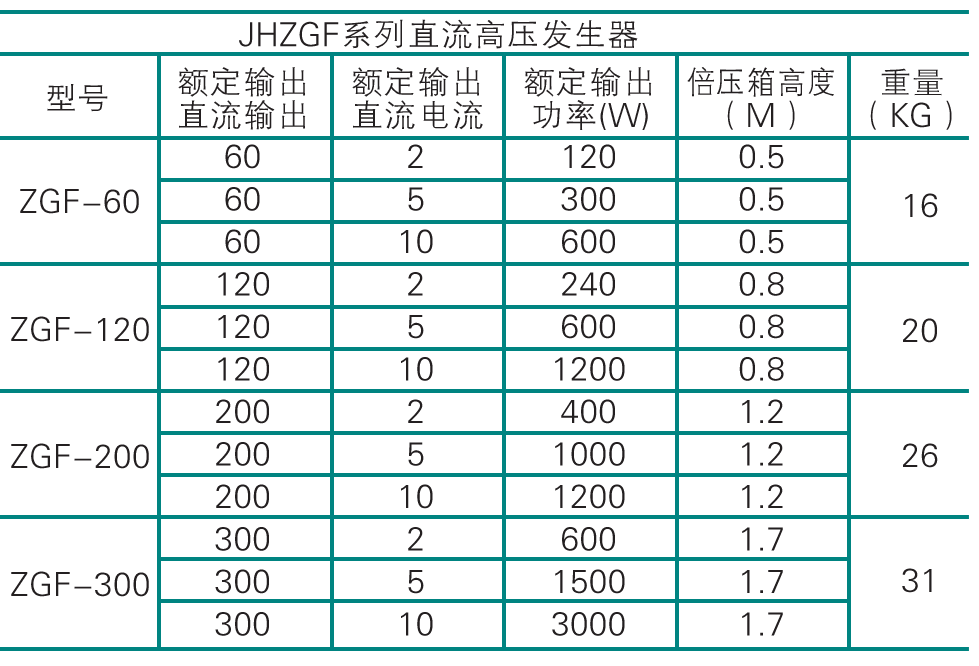 JHZGF系列直流高压发生器
型号 额定输出直流输出 额定输出直流电流 额定输出功率(W) 倍压箱高度(M) 重量(KG)
ZGF-60 60 2 120 0.5 16
60 5 300 0.5
60 10 600 0.5
ZGF-120 120 2 240 0.8 20
120 5 600 0.8
120 10 1200 0.8
ZGF-200 200 2 400 1.2 26
200 5 1000 1.2
200 10 1200 1.2
ZGF-300 300 2 600 1.7 31
300 5 1500 1.7
300 10 3000 1.7